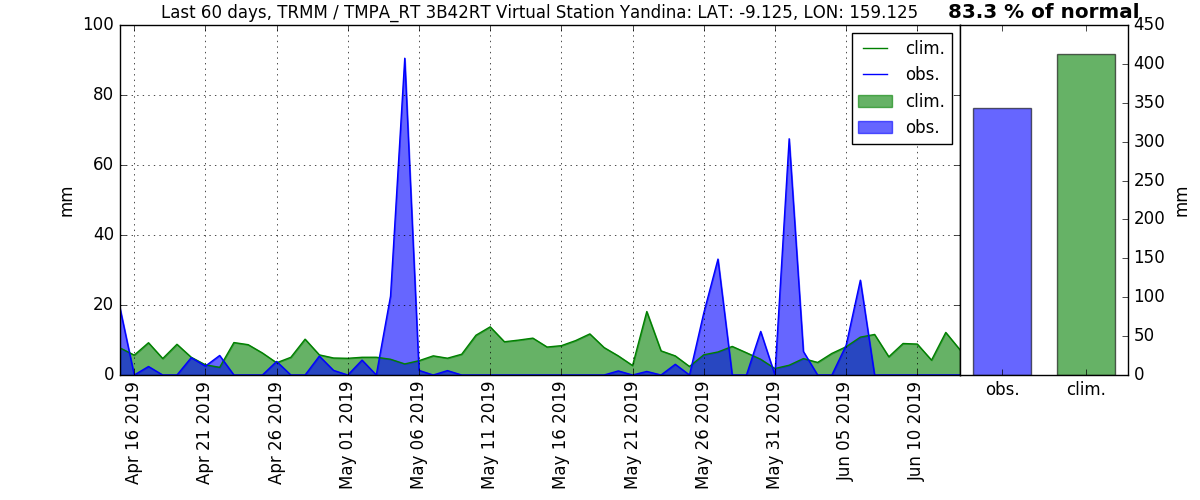 Last 60 days, TRMM / TMPA_RT 3B42RT Virtual Station Yandina: LAT: -9.125, LON: 159.125
83.3 % of normal
100
80
60
40
20
0
mm
clim.
obs.
clim.
obs.
450
400
350
300
250
200
150
100
50
0
mm
Apr 16 2019
Apr 21 2019
Apr 26 2019
May 01 2019
May 06 2019
May 11 2019
May 16 2019
May 21 2019
May 26 2019
May 31 2019
Jun 05 2019
Jun 10 2019
obs.
clim.